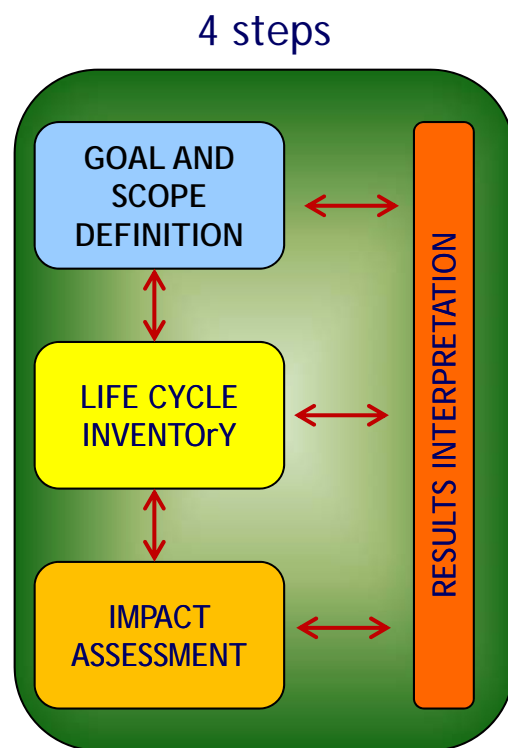 4 steps
GOAL AND
SCOPE
DEFINITION
LIFE CYCLE
INVENTOrY
IMPACT
ASSESSMENT
RESULTS INTERPRETATION